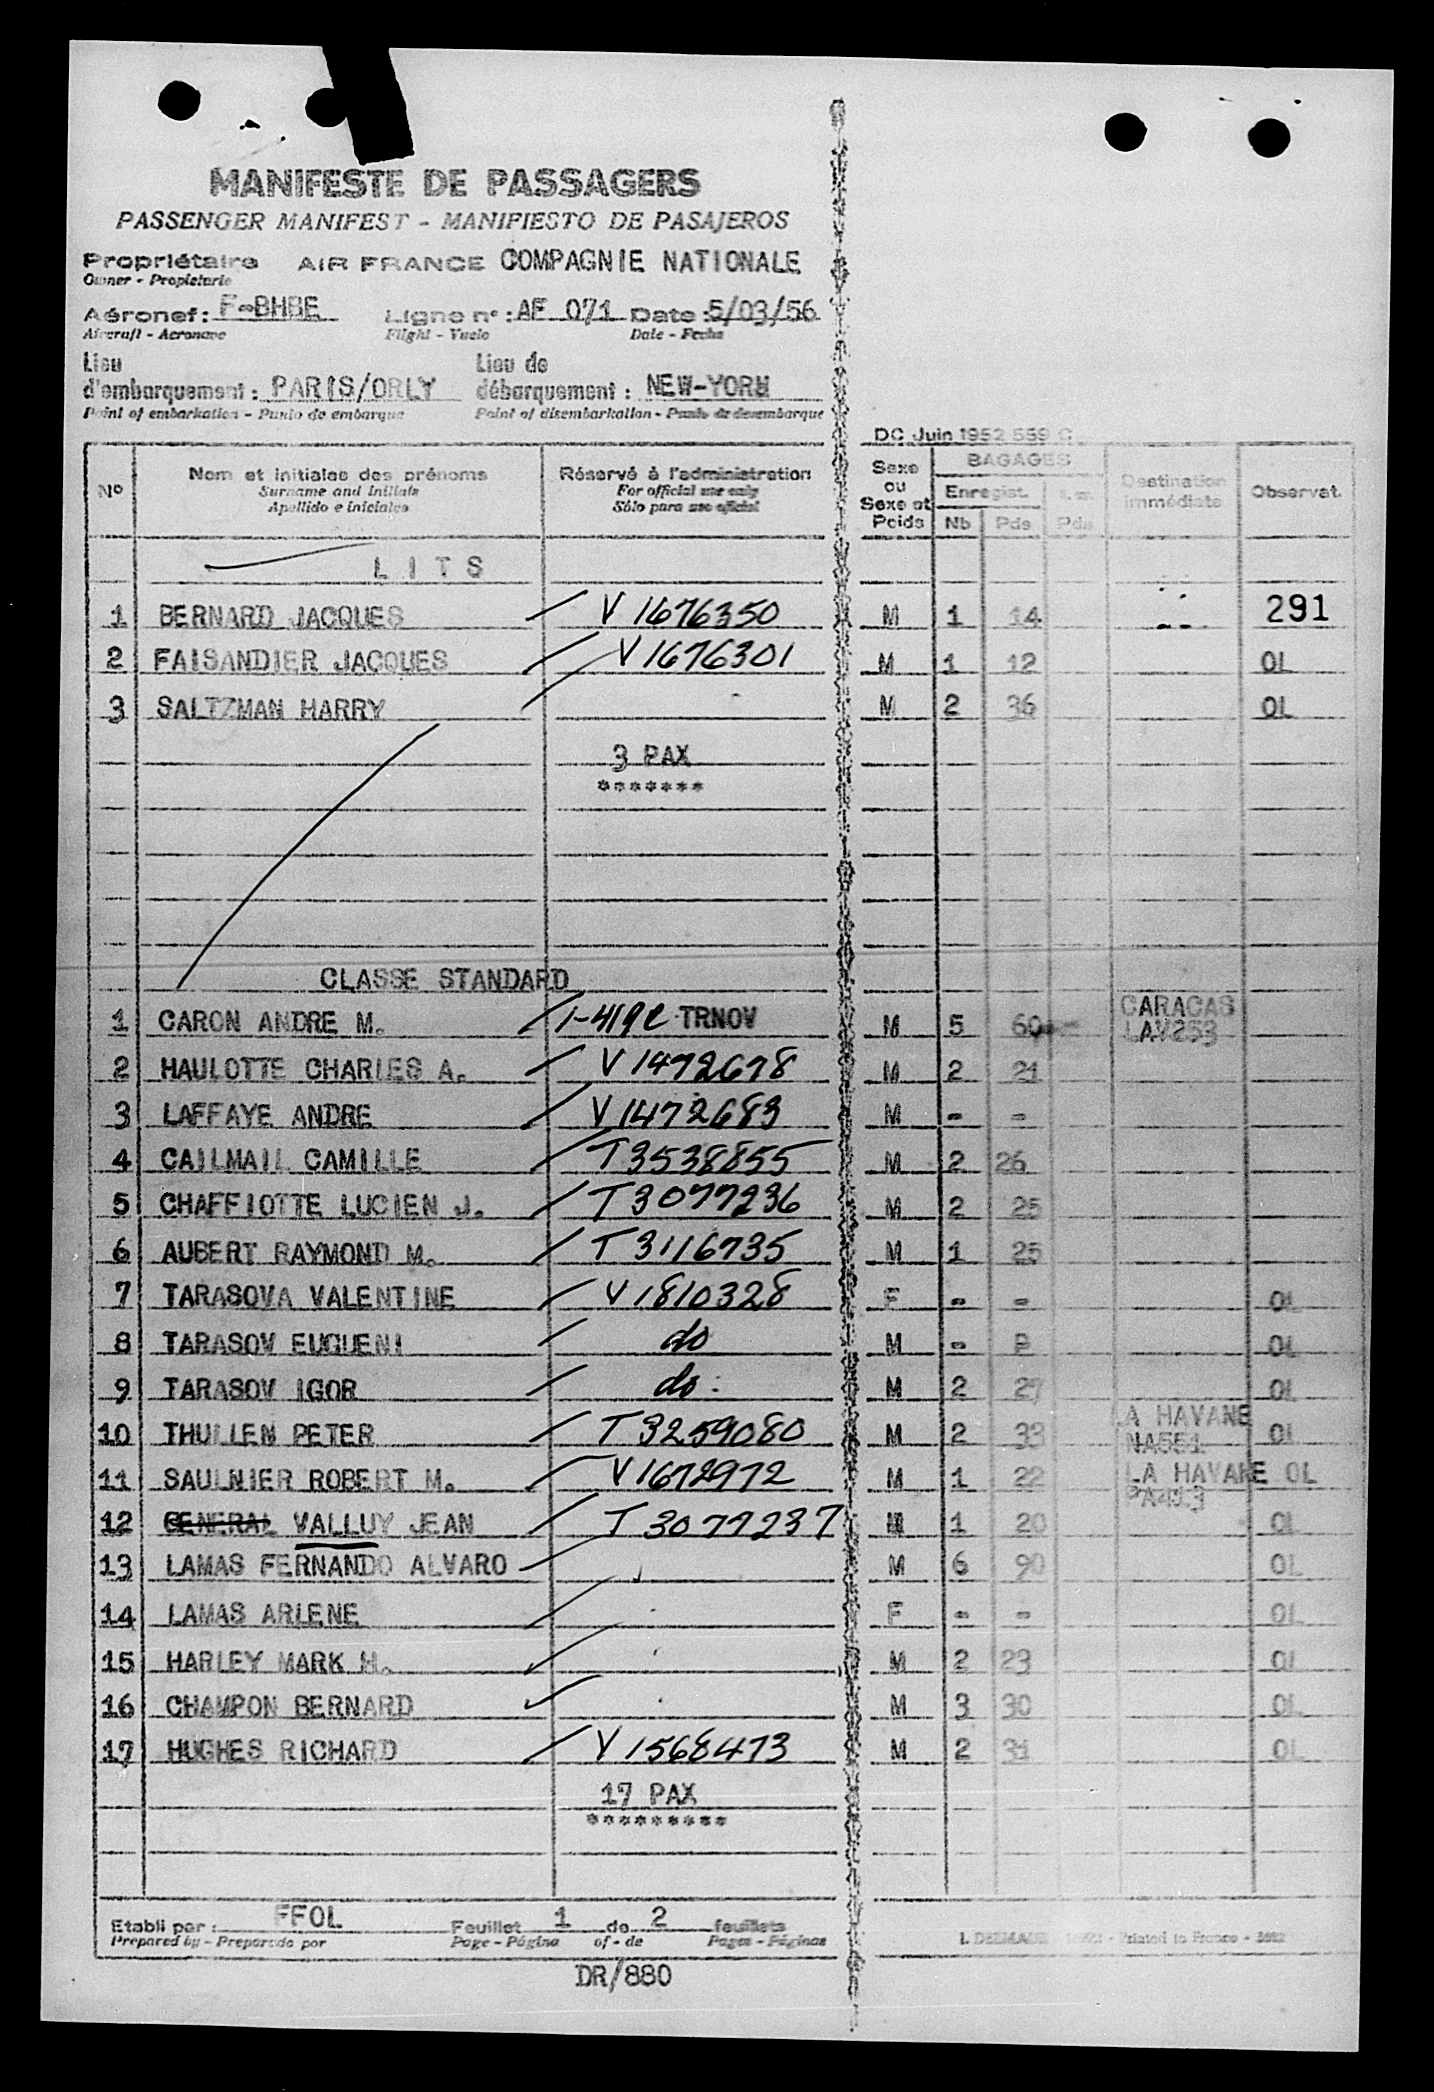 MANIFESTE DE PASSAGERS
PASSENGER MANIFEST - MANIFIESTO DE PASAJEROS
Propriétaire AIR FRANCE COMPAGNIE NATIONALE
Owner - Propietario
Aéronef: F-BHBE Ligne n°: AF 071 Date: 5/03/56
Aircraft - Aeronave Flight - Vuelo Date - Fecha
Lieu Lieu de
d'embarquement: PARIS/ORLY débarquement: NEW-YORK
Point of embarkation - Punto de embarque Point of disembarkation - Punto de desembarque
DC Juin 1952 559 C
N° Nom et initiales des prénoms Réservé à l'administration Sexe ou Sexe et Poids BAGAGES Destination immédiate Observat.
Surname and initials For official use only Enregist.
Apellido e iniciales Sólo para uso oficial Nb Pds Pds
L I T S
1 BERNARD JACQUES V 1676350 M 1 14 291
2 FAISANDIER JACQUES V 1676301 M 1 12 OL
3 SALTZMAN HARRY M 2 36 OL
3 PAX
*******
CLASSE STANDARD
1 CARON ANDRE M. 1-419c TRNOV M 5 60 CARACAS LAV253
2 HAULOTTE CHARLES A. V 1472678 M 2 21
3 LAFFAYE ANDRE V 1472683 M - -
4 CAILMAIL CAMILLE T 3538855 M 2 26
5 CHAFFIOTTE LUCIEN J. T 3077236 M 2 25
6 AUBERT RAYMOND M. T 3116735 M 1 25
7 TARASOVA VALENTINE V 1810328 F - - OL
8 TARASOV EUGUENI do M - OL
9 TARASOV IGOR do M 2 27 OL
10 THULLEN PETER T 3259080 M 2 33 LA HAVANE NA551 OL
11 SAULNIER ROBERT M. V 1672972 M 1 22 LA HAVANE OL
12 GENERAL VALLUY JEAN T 3077237 M 1 20 OL
13 LAMAS FERNANDO ALVARO M 6 90 OL
14 LAMAS ARLENE F - - OL
15 HARLEY MARK H. M 2 23 OL
16 CHAMPON BERNARD M 3 30 OL
17 HUGHES RICHARD V 1568473 M 2 31 OL
17 PAX
*********
Etabli par: FFOL Feuillet 1 de 2 feuillets
Prepared by - Preparado por Page - Página of - de Pages - Páginas
Printed in France
DR/880